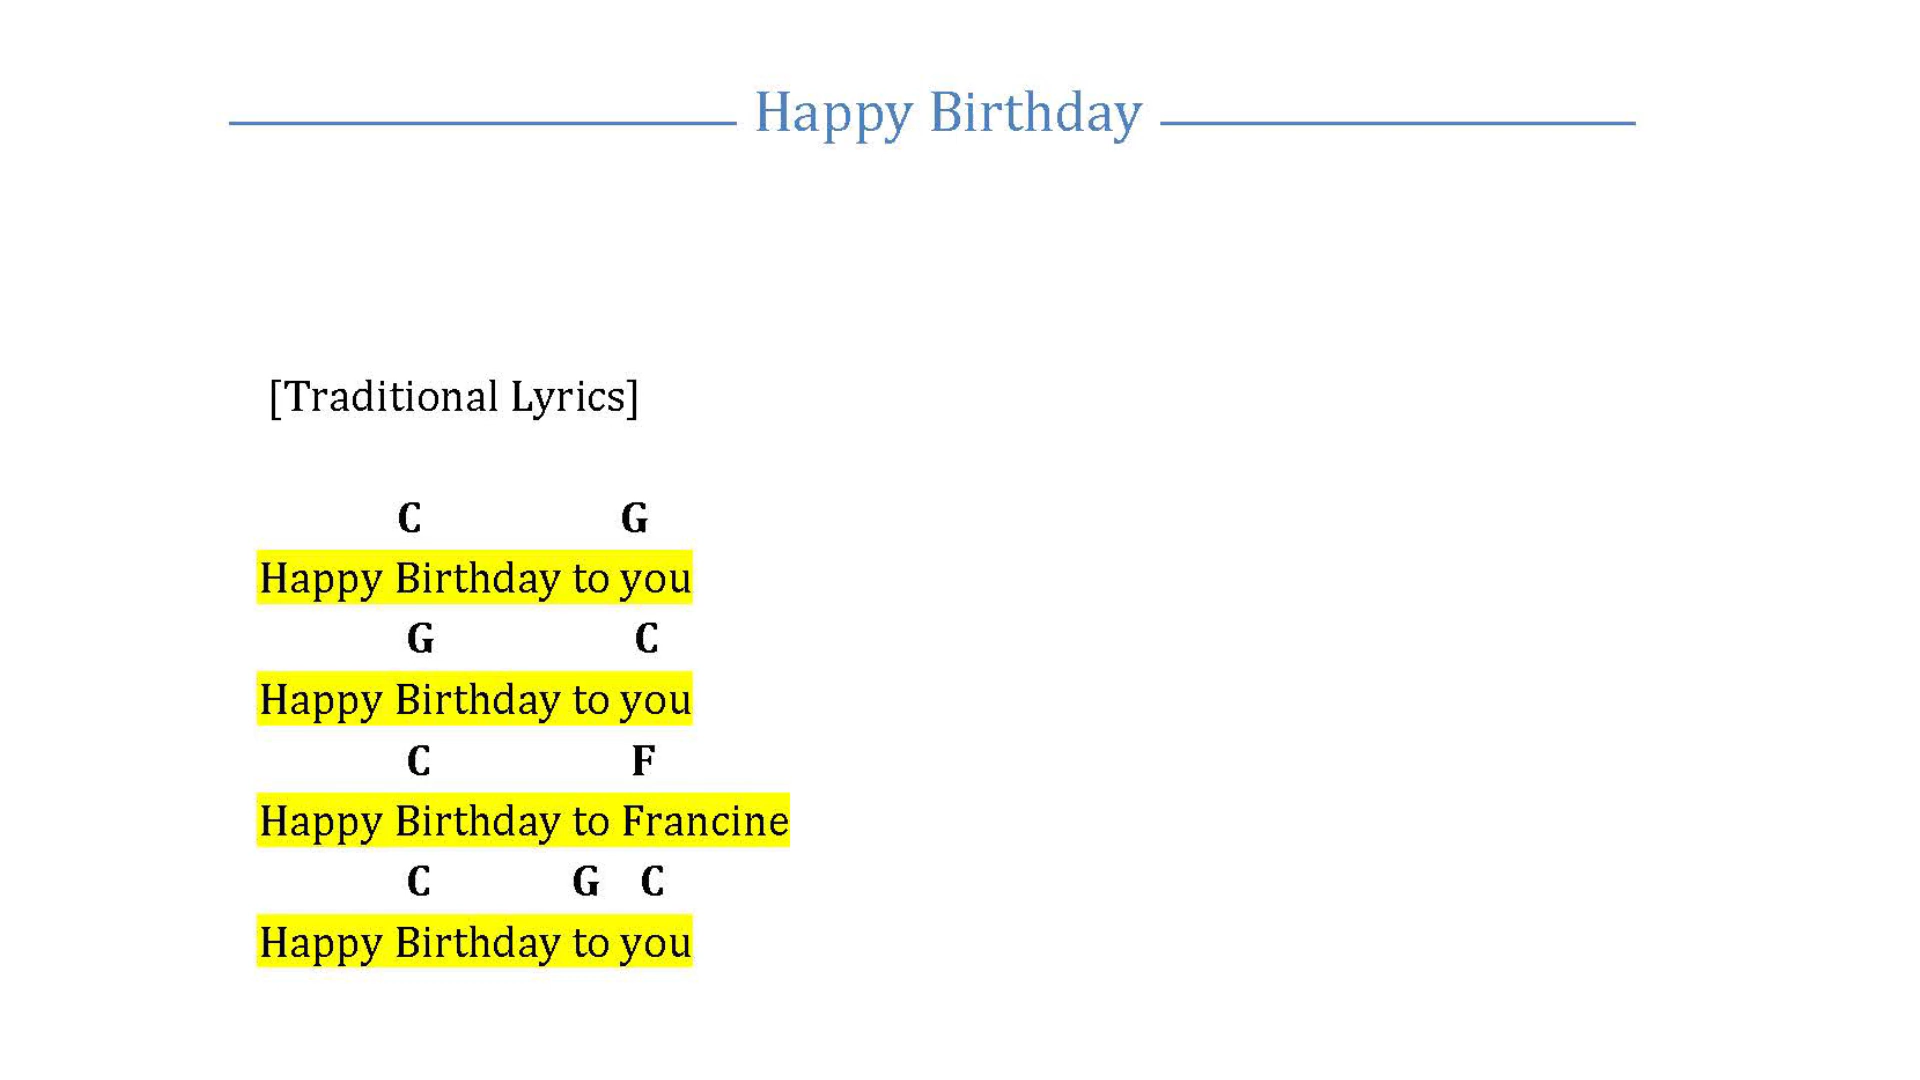 Happy Birthday
[Traditional Lyrics]
C G
Happy Birthday to you
G C
Happy Birthday to you
C F
Happy Birthday to Francine
C G C
Happy Birthday to you